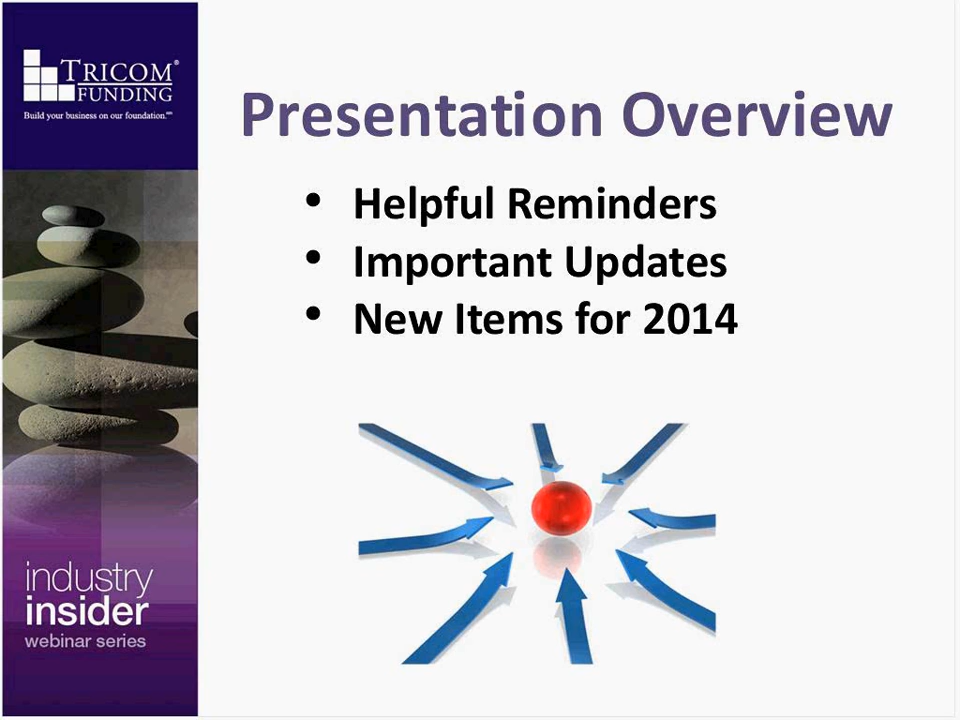 TRICOM®
FUNDING
Build your business on our foundation.℠
Presentation Overview
• Helpful Reminders
• Important Updates
• New Items for 2014
industry
insider
webinar series